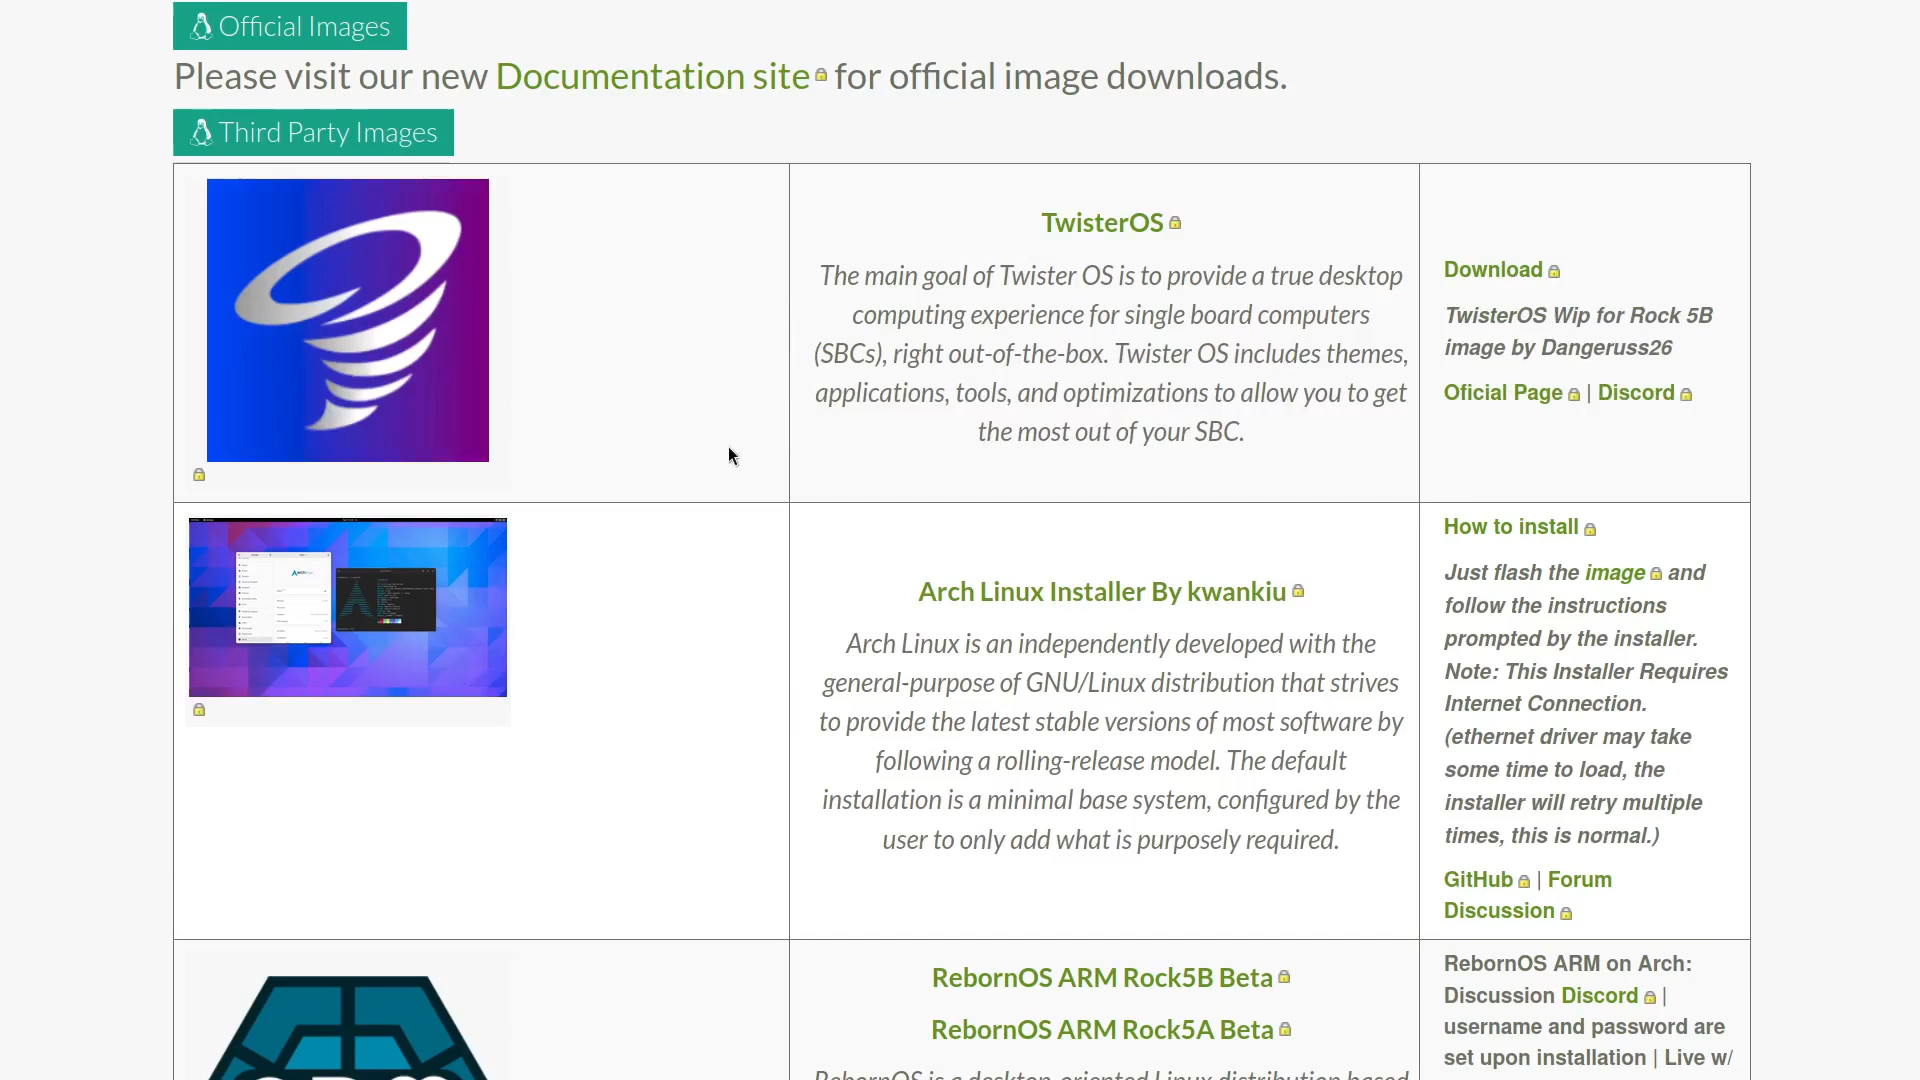 Official Images
Please visit our new Documentation site for official image downloads.
Third Party Images
TwisterOS
The main goal of Twister OS is to provide a true desktop
computing experience for single board computers
(SBCs), right out-of-the-box. Twister OS includes themes,
applications, tools, and optimizations to allow you to get
the most out of your SBC.
Download
TwisterOS Wip for Rock 5B
image by Dangeruss26
Oficial Page | Discord
Arch Linux Installer By kwankiu
Arch Linux is an independently developed with the
general-purpose of GNU/Linux distribution that strives
to provide the latest stable versions of most software by
following a rolling-release model. The default
installation is a minimal base system, configured by the
user to only add what is purposely required.
How to install
Just flash the image and
follow the instructions
prompted by the installer.
Note: This Installer Requires
Internet Connection.
(ethernet driver may take
some time to load, the
installer will retry multiple
times, this is normal.)
GitHub | Forum
Discussion
RebornOS ARM Rock5B Beta
RebornOS ARM Rock5A Beta
RebornOS is a desktop-oriented Linux distribution based
RebornOS ARM on Arch:
Discussion Discord |
username and password are
set upon installation | Live w/